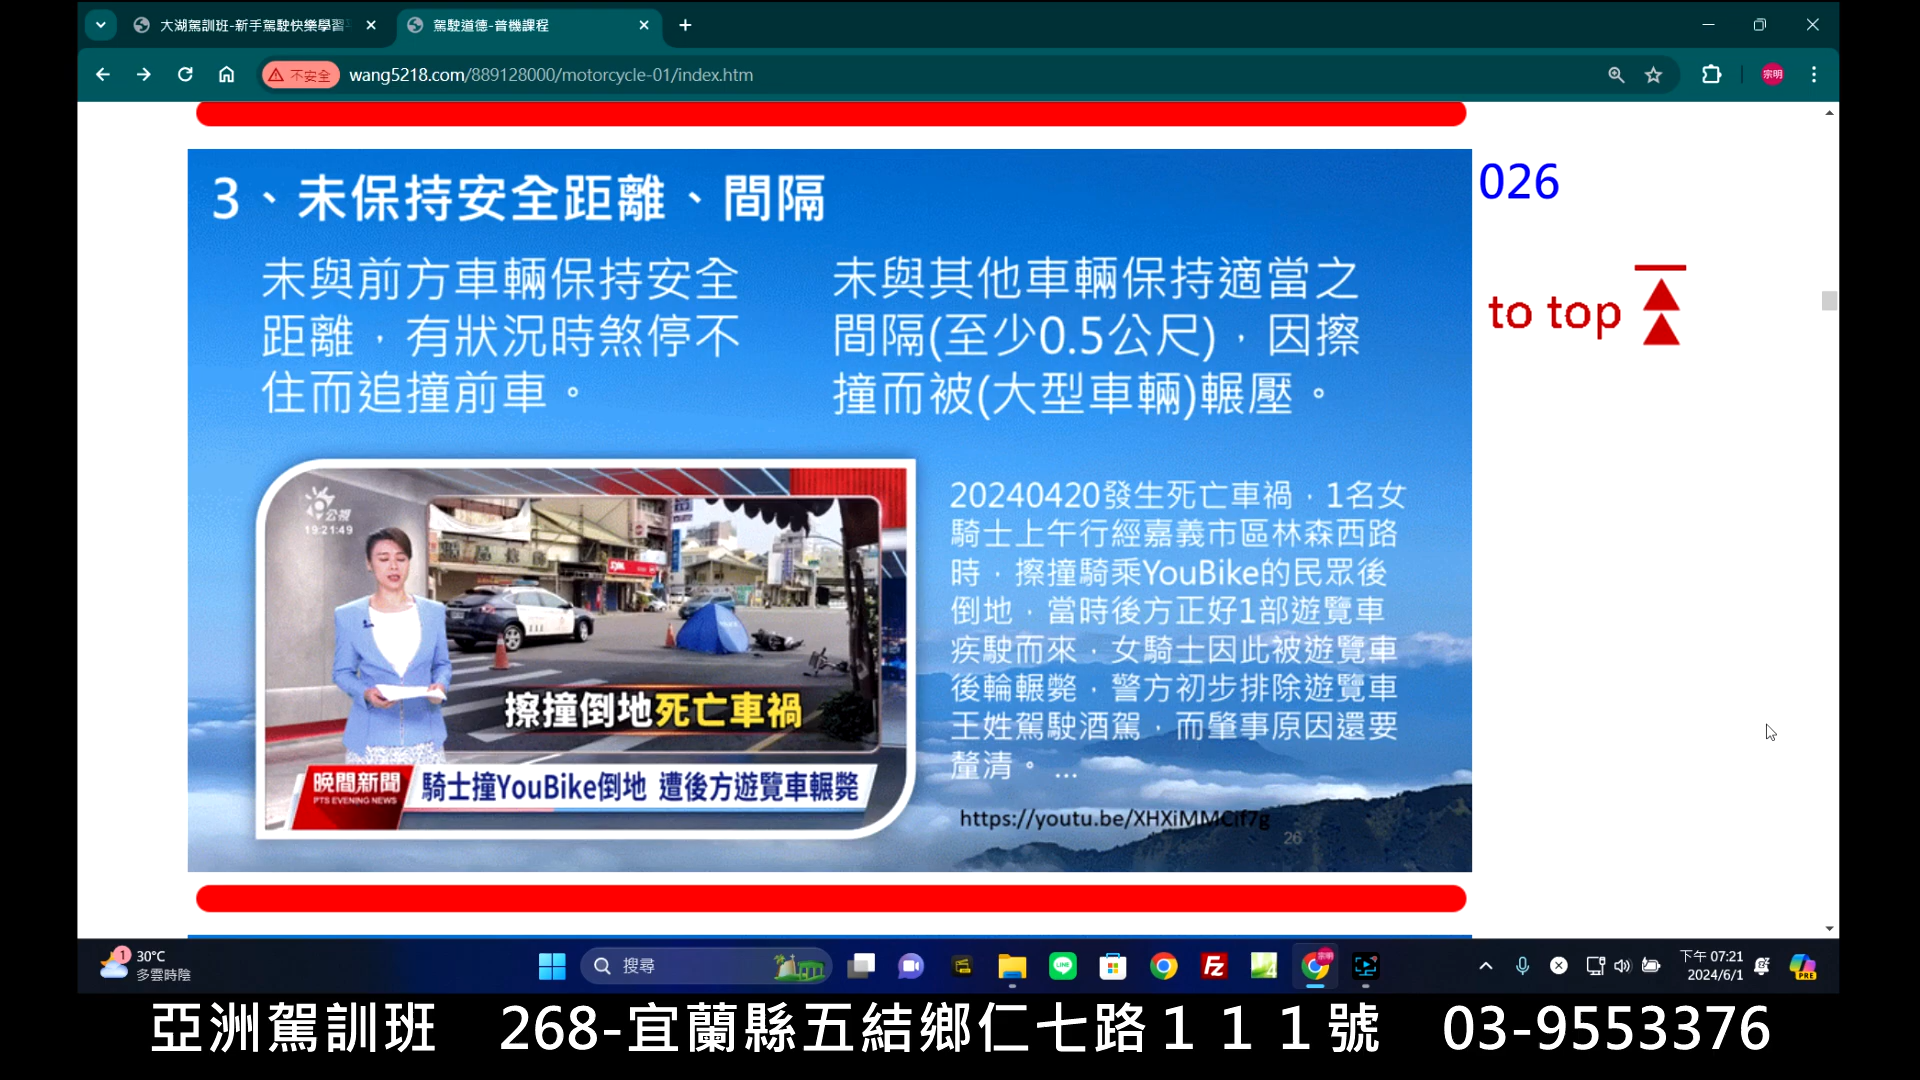 大湖駕訓班-新手駕駛快樂學習
駕駛道德-普機課程
不安全
wang5218.com/889128000/motorcycle-01/index.htm
宗明
3、未保持安全距離、間隔
026
未與前方車輛保持安全
距離，有狀況時煞停不
住而追撞前車。
未與其他車輛保持適當之
間隔(至少0.5公尺)，因擦
撞而被(大型車輛)輾壓。
to top
公視
19:21:49
擦撞倒地死亡車禍
晚間新聞
PTS EVENING NEWS
騎士撞YouBike倒地 遭後方遊覽車輾斃
20240420發生死亡車禍，1名女
騎士上午行經嘉義市區林森西路
時，擦撞騎乘YouBike的民眾後
倒地，當時後方正好1部遊覽車
疾駛而來，女騎士因此被遊覽車
後輪輾斃，警方初步排除遊覽車
王姓駕駛酒駕，而肇事原因還要
釐清。 ...
https://youtu.be/XHXiMMCif7g
26
1
30°C
多雲時陰
搜尋
下午 07:21
2024/6/1
亞洲駕訓班 268-宜蘭縣五結鄉仁七路１１１號 03-9553376